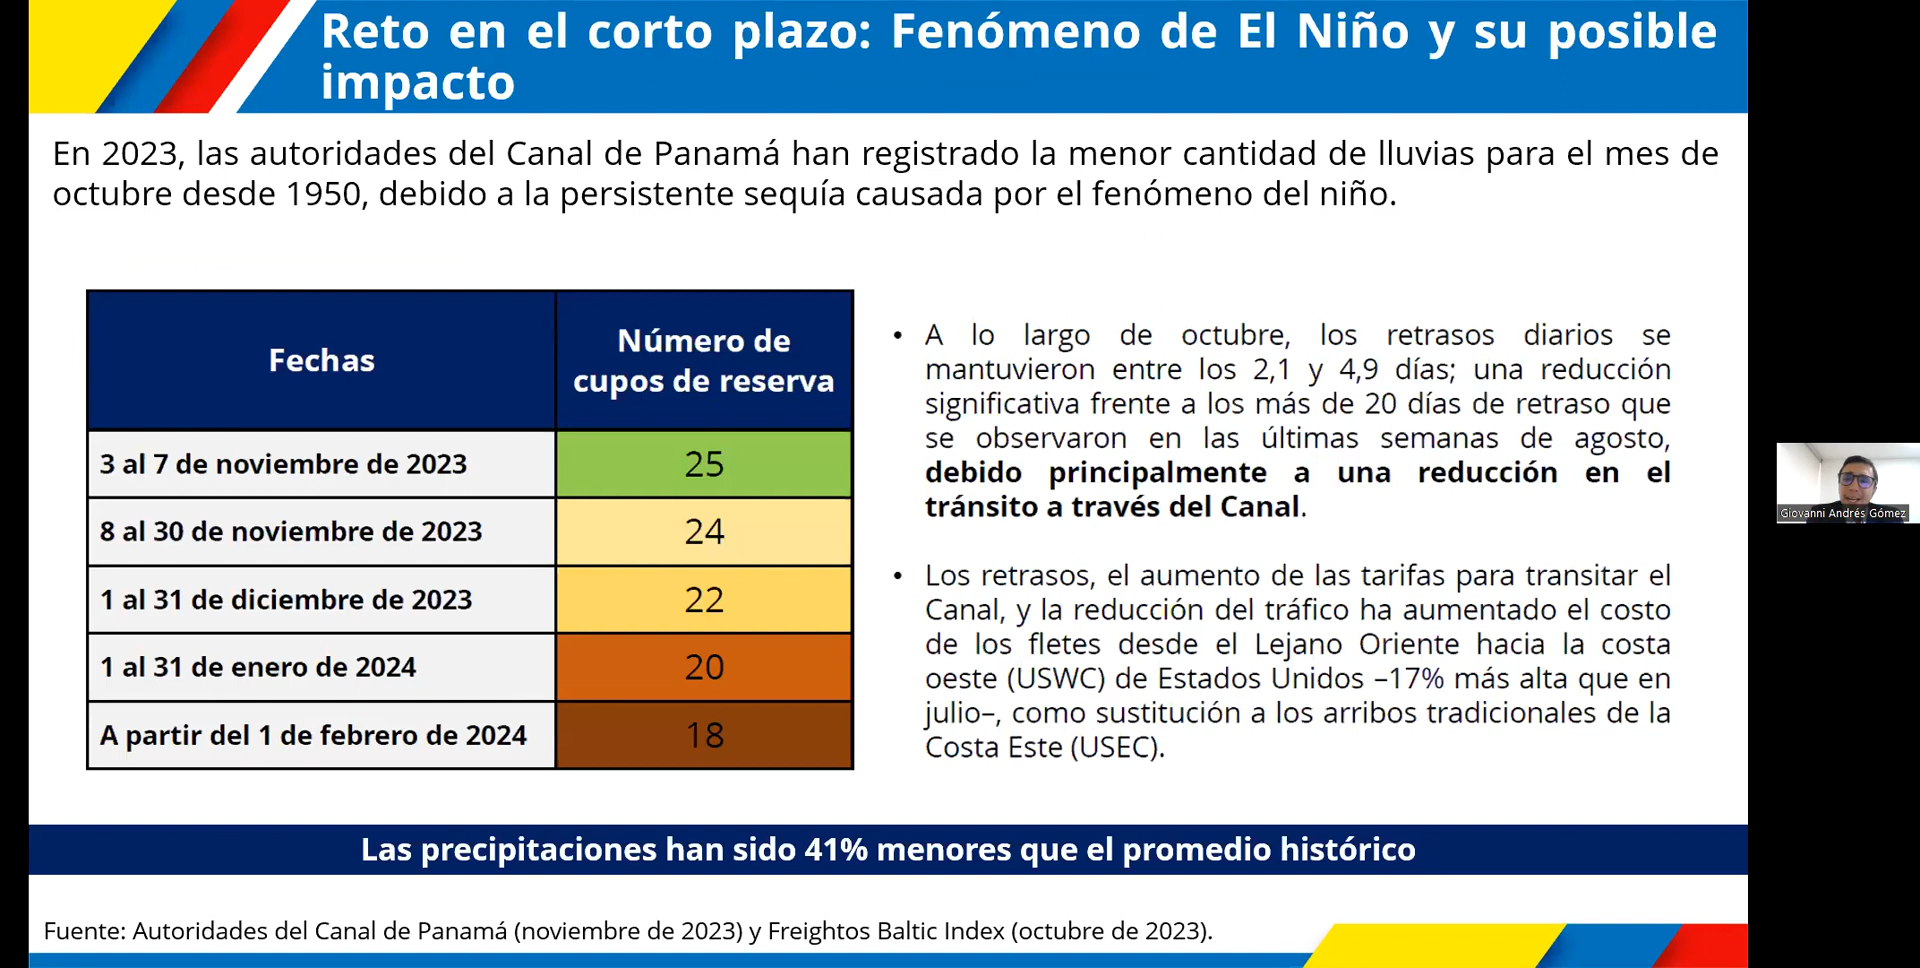 Reto en el corto plazo: Fenómeno de El Niño y su posible
impacto
En 2023, las autoridades del Canal de Panamá han registrado la menor cantidad de lluvias para el mes de
octubre desde 1950, debido a la persistente sequía causada por el fenómeno del niño.
Fechas
Número de
cupos de reserva
3 al 7 de noviembre de 2023
25
8 al 30 de noviembre de 2023
24
1 al 31 de diciembre de 2023
22
1 al 31 de enero de 2024
20
A partir del 1 de febrero de 2024
18
• A lo largo de octubre, los retrasos diarios se
mantuvieron entre los 2,1 y 4,9 días; una reducción
significativa frente a los más de 20 días de retraso que
se observaron en las últimas semanas de agosto,
debido principalmente a una reducción en el
tránsito a través del Canal.
• Los retrasos, el aumento de las tarifas para transitar el
Canal, y la reducción del tráfico ha aumentado el costo
de los fletes desde el Lejano Oriente hacia la costa
oeste (USWC) de Estados Unidos –17% más alta que en
julio–, como sustitución a los arribos tradicionales de la
Costa Este (USEC).
Giovanni Andrés Gómez
Las precipitaciones han sido 41% menores que el promedio histórico
Fuente: Autoridades del Canal de Panamá (noviembre de 2023) y Freightos Baltic Index (octubre de 2023).